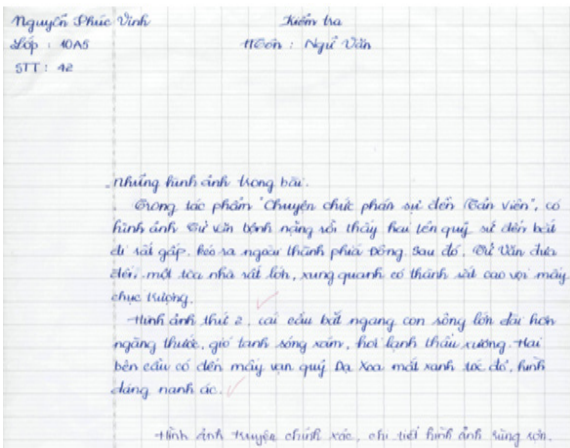 Nguyễn Phúc Vinh
Kiểm tra
Lớp : 10A5
Môn : Ngữ Văn
STT : 42
Những hình ảnh trong bài.
Trong tác phẩm "Chuyện chức phán sự đền Tản Viên", có
hình ảnh Tử Văn bệnh nặng rồi thấy hai tên quỷ sứ đến bắt
đi rất gấp, kéo ra ngoài thành phía Đông. Sau đó, Tử Văn đưa
đến một tòa nhà rất lớn, xung quanh có thành sắt cao vọi mấy
chục trượng.
Hình ảnh thứ 2, cái cầu bắt ngang con sông lớn dài hơn
ngàng thước, gió tanh sóng xám, hơi lạnh thấu xương. Hai
bên cầu có đến mấy vạn quỷ Dạ Xoa mắt xanh tóc đỏ, hình
dáng nanh ác.
Hình ảnh truyện chính xác, chi tiết hình ảnh rùng rợn.